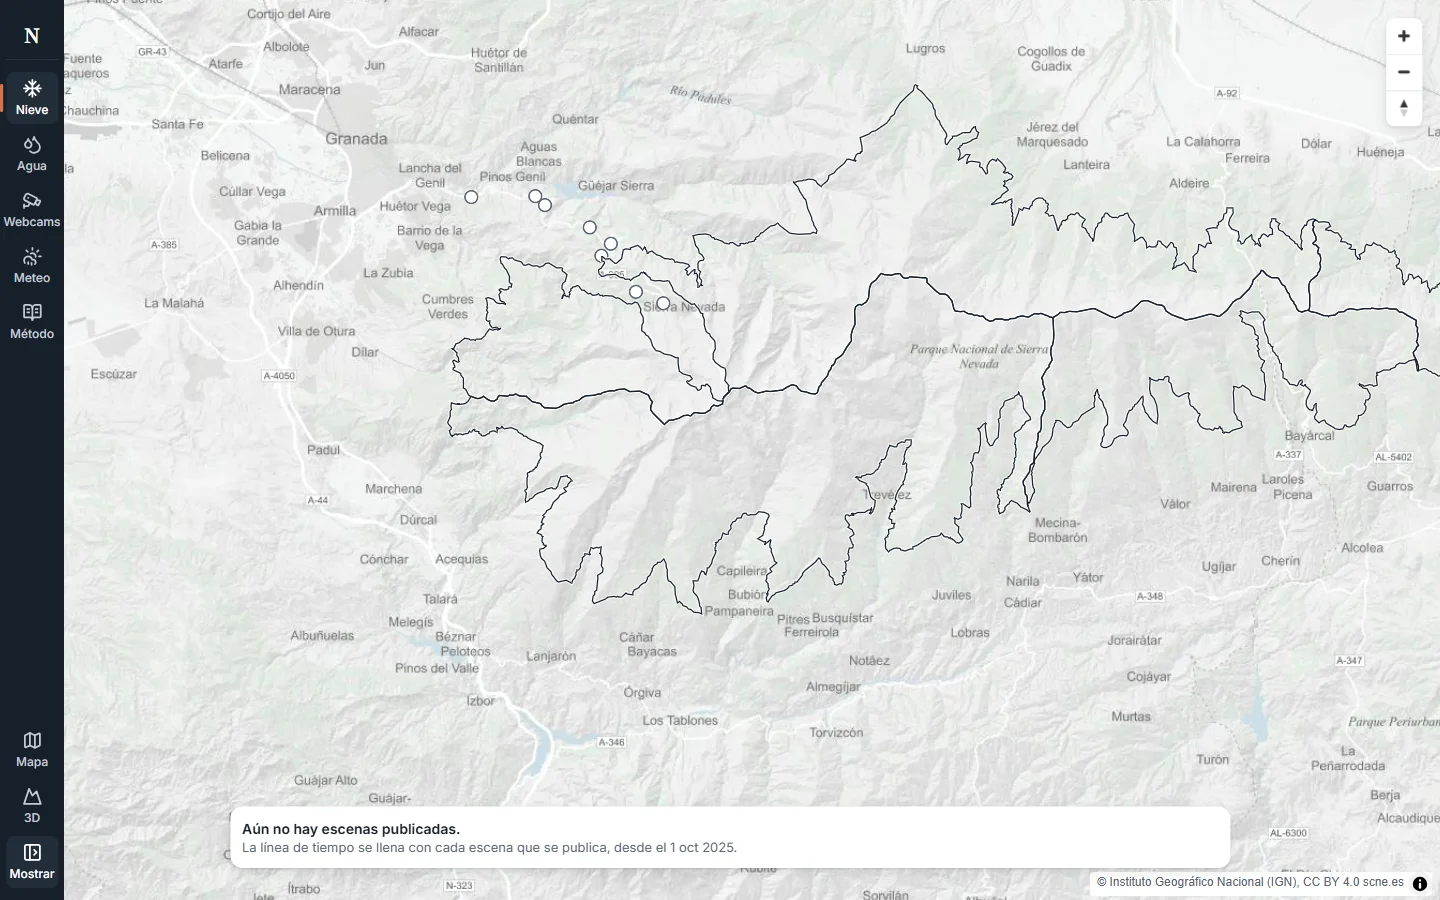 N
Nieve
Agua
Webcams
Meteo
Método
Mapa
3D
Mostrar
Cortijo del Aire
Alfacar
Albolote
GR-43
Atarfe
Jun
Huétor de
Santillán
Maracena
Chauchina
Santa Fe
Granada
Belicena
Quéntar
Río Padules
Aguas
Blancas
Lancha del
Genil
Pinos Genil
Güéjar Sierra
Cúllar Vega
Armilla
Huétor Vega
Gabia la
Grande
Barrio de la
Vega
A-385
La Zubia
Alhendín
La Malahá
Cumbres
Verdes
Sierra Nevada
Villa de Otura
Dílar
Escúzar
A-4050
Lugros
Cogollos de
Guadix
A-92
Jérez del
Marquesado
La Calahorra
Ferreira
Dólar
Huéneja
Lanteira
Aldeire
Parque Nacional de Sierra
Nevada
Padul
A-44
Marchena
Dúrcal
Cónchar
Acequias
Trevélez
Bayárcal
A-337
AL-5402
Laroles
Mairena
Picena
Guarros
Válor
Mecina-
Bombarón
Alcolea
Cherín
Ugíjar
Capileira
Bubión
Pampaneira
Pitres
Busquístar
Ferreirola
Juviles
Narila
Yátor
Cádiar
A-348
Talará
Melegís
Albuñuelas
Béznar
Peloteos
Pinos del Valle
Lanjarón
Cáñar
Bayacas
Lobras
Jorairátar
Notáez
A-347
Cojáyar
Almegíjar
Órgiva
Izbor
Los Tablones
Murtas
Torvizcón
A-346
Turón
La
Peñarrodada
Guájar Alto
Guájar-
Berja
Alcaudique
AL-6300
Aún no hay escenas publicadas.
La línea de tiempo se llena con cada escena que se publica, desde el 1 oct 2025.
Ítrabo
N-323
© Instituto Geográfico Nacional (IGN), CC BY 4.0 scne.es